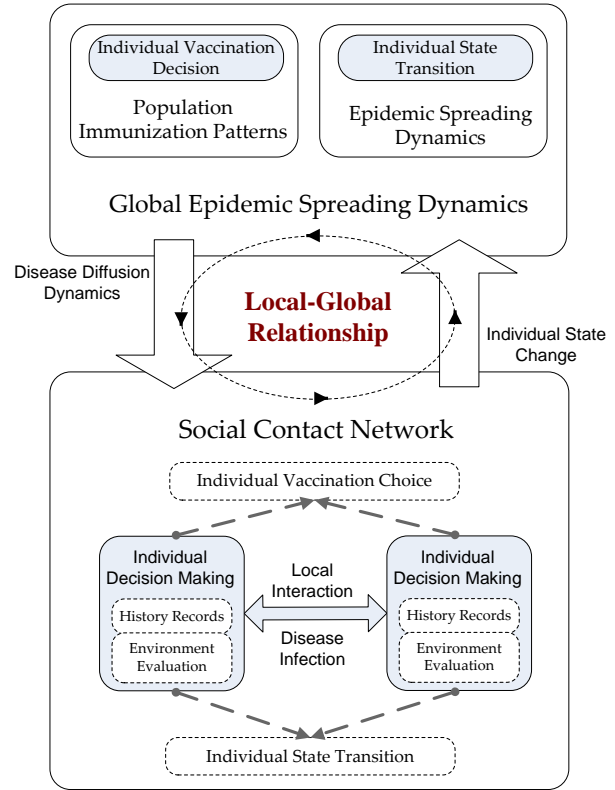 Individual Vaccination
Decision
Population
Immunization Patterns
Individual State
Transition
Epidemic Spreading
Dynamics
Global Epidemic Spreading Dynamics
Disease Diffusion
Dynamics
Local-Global
Relationship
Individual State
Change
Social Contact Network
Individual Vaccination Choice
Individual
Decision Making
History Records
Environment
Evaluation
Local
Interaction
Disease
Infection
Individual
Decision Making
History Records
Environment
Evaluation
Individual State Transition